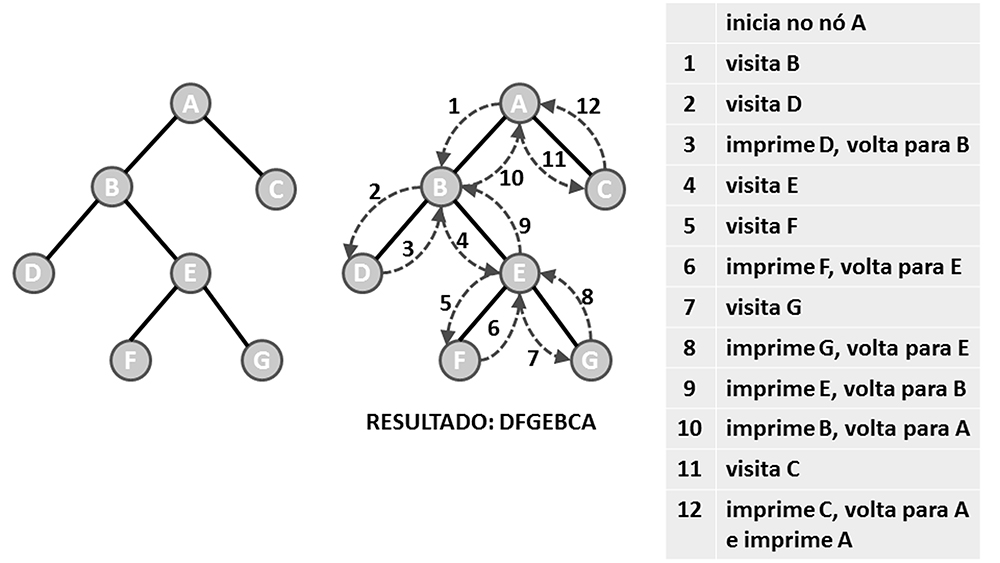 A
B
C
D
E
F
G
1
A
12
11
10
2
B
C
9
3
4
D
E
8
5
6
F
7
G
RESULTADO: DFGEBCA
inicia no nó A
1 visita B
2 visita D
3 imprime D, volta para B
4 visita E
5 visita F
6 imprime F, volta para E
7 visita G
8 imprime G, volta para E
9 imprime E, volta para B
10 imprime B, volta para A
11 visita C
12 imprime C, volta para A
e imprime A